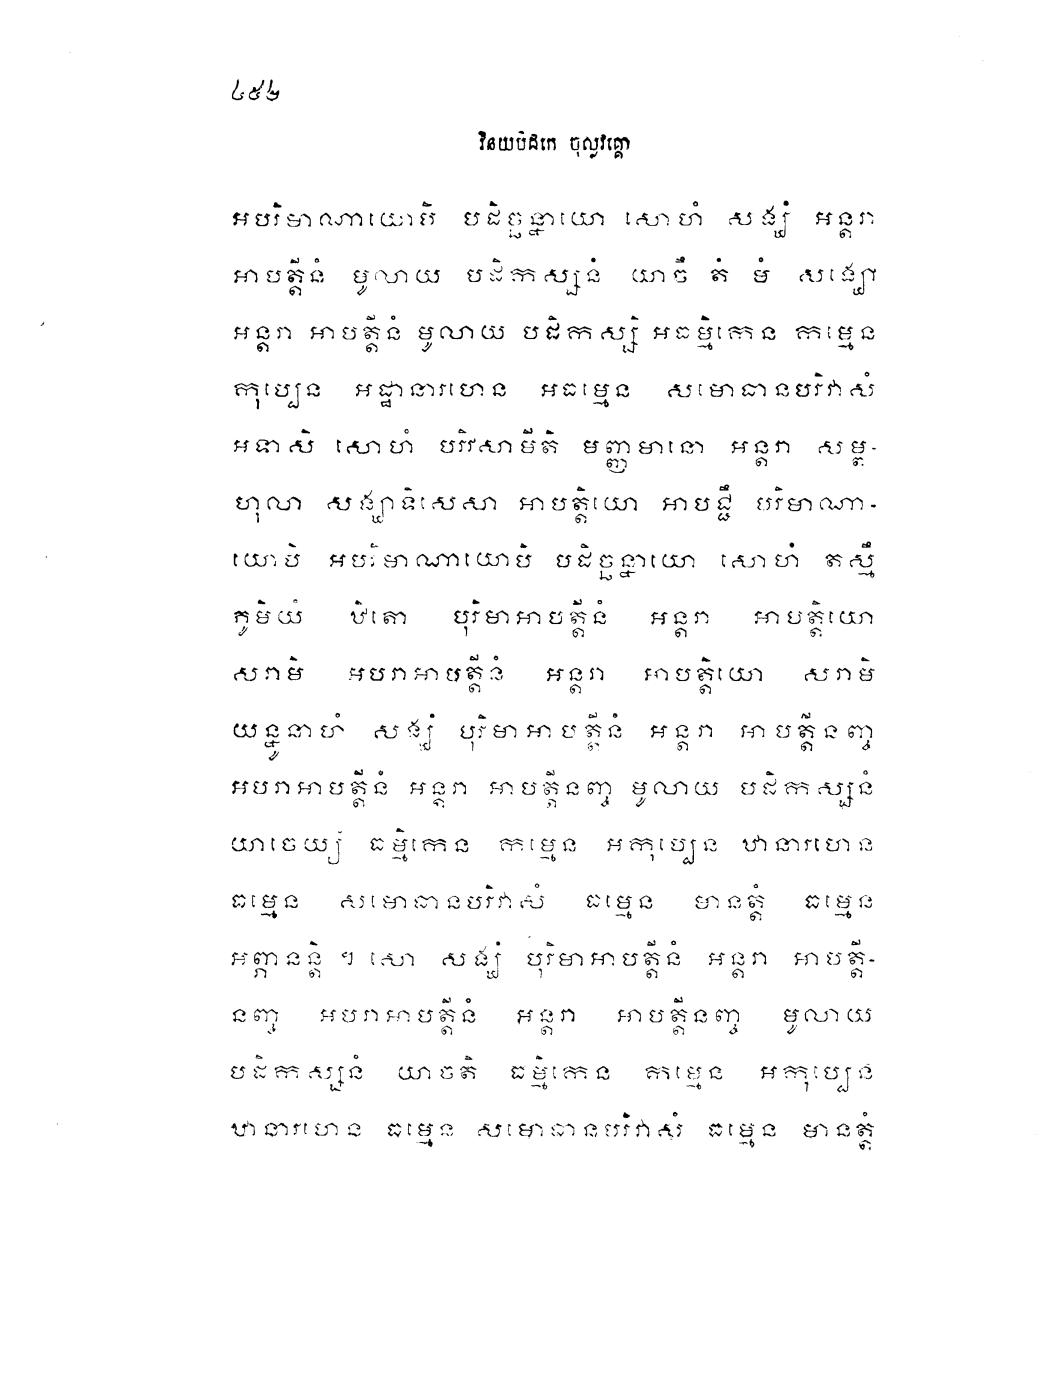 ៤៥៦
វិនយបិដកេ ចុល្លវគ្គោ
អបរិមាណាយោបិ បដិច្ឆន្នាយោ សោហំ សង្ឃំ អន្តរា
អាបត្តីនំ មូលាយ បដិកស្សនំ យាចឹ តំ មំ សង្ឃោ
អន្តរា អាបត្តីនំ មូលាយ បដិកស្សិ អធម្មិកេន កម្មេន
កុប្បេន អដ្ឋានារហេន អធម្មេន សមោធានបរិវាសំ
អទាសិ សោហំ បរិវសាមីតិ មញ្ញមានោ អន្តរា សម្ព-
ហុលា សង្ឃាទិសេសា អាបត្តិយោ អាបជ្ជឹ បរិមាណា-
យោបិ អបរិមាណាយោបិ បដិច្ឆន្នាយោ សោហំ តស្មឹ
ភូមិយំ ឋិតោ បុរិមាអាបត្តីនំ អន្តរា អាបត្តិយោ
សរាមិ អបរាអាបត្តីនំ អន្តរា អាបត្តិយោ សរាមិ
យន្នូនាហំ សង្ឃំ បុរិមាអាបត្តីនំ អន្តរា អាបត្តីនញ្ច
អបរាអាបត្តីនំ អន្តរា អាបត្តីនញ្ច មូលាយ បដិកស្សនំ
យាចេយ្យំ ធម្មិកេន កម្មេន អកុប្បេន ឋានារហេន
ធម្មេន សមោធានបរិវាសំ ធម្មេន មានត្តំ ធម្មេន
អព្ភានន្តិ ។ សោ សង្ឃំ បុរិមាអាបត្តីនំ អន្តរា អាបត្តី-
នញ្ច អបរាអាបត្តីនំ អន្តរា អាបត្តីនញ្ច មូលាយ
បដិកស្សនំ យាចតិ ធម្មិកេន កម្មេន អកុប្បេន
ឋានារហេន ធម្មេន សមោធានបរិវាសំ ធម្មេន មានត្តំ